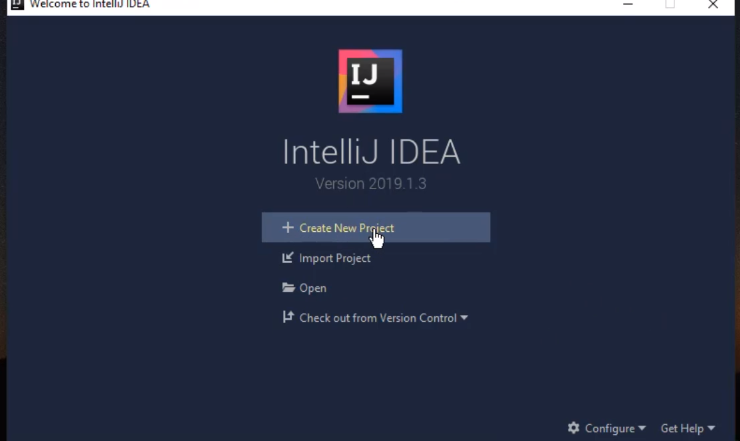 Welcome to IntelliJ IDEA
IJ
IntelliJ IDEA
Version 2019.1.3
Create New Project
Import Project
Open
Check out from Version Control
Configure Get Help